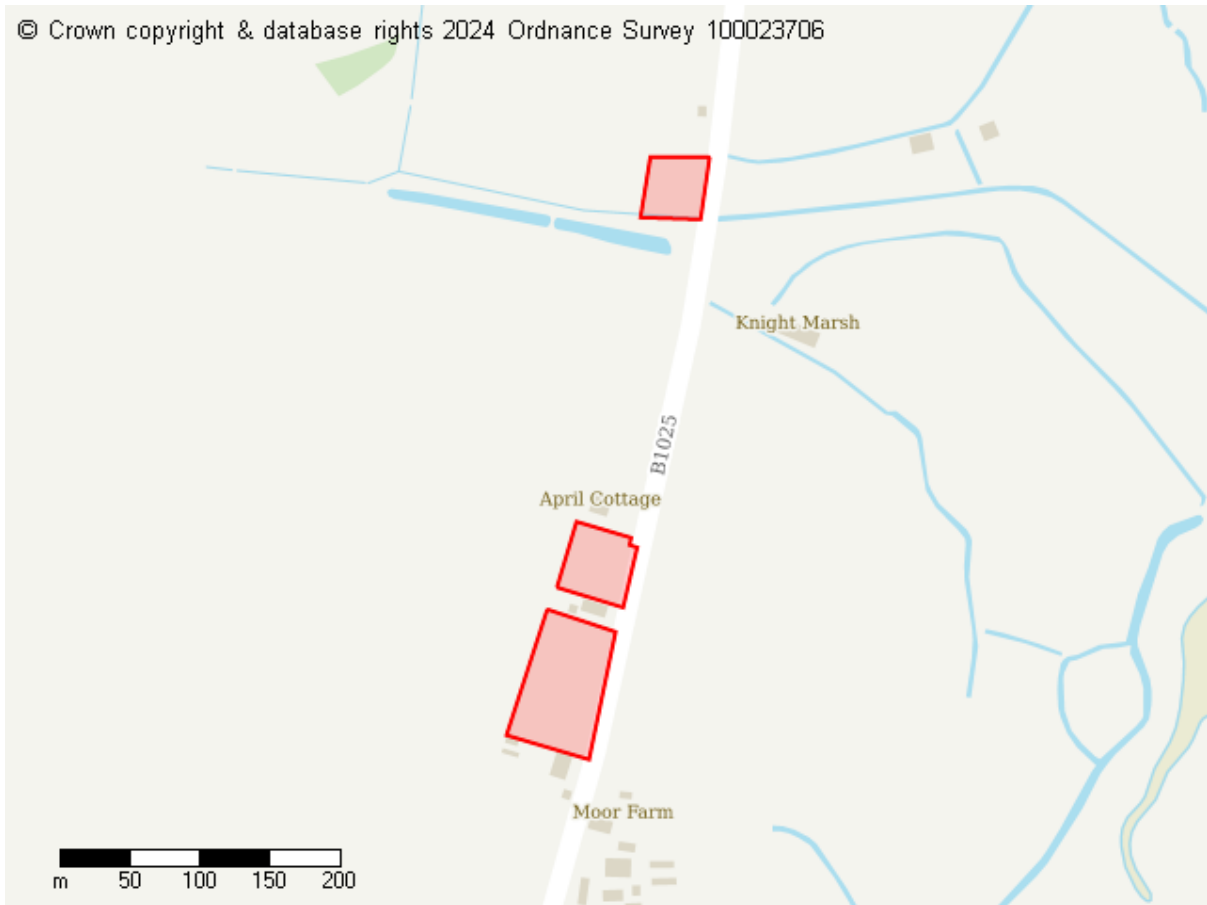 © Crown copyright & database rights 2024 Ordnance Survey 100023706
Knight Marsh
B1025
April Cottage
Moor Farm
m 50 100 150 200